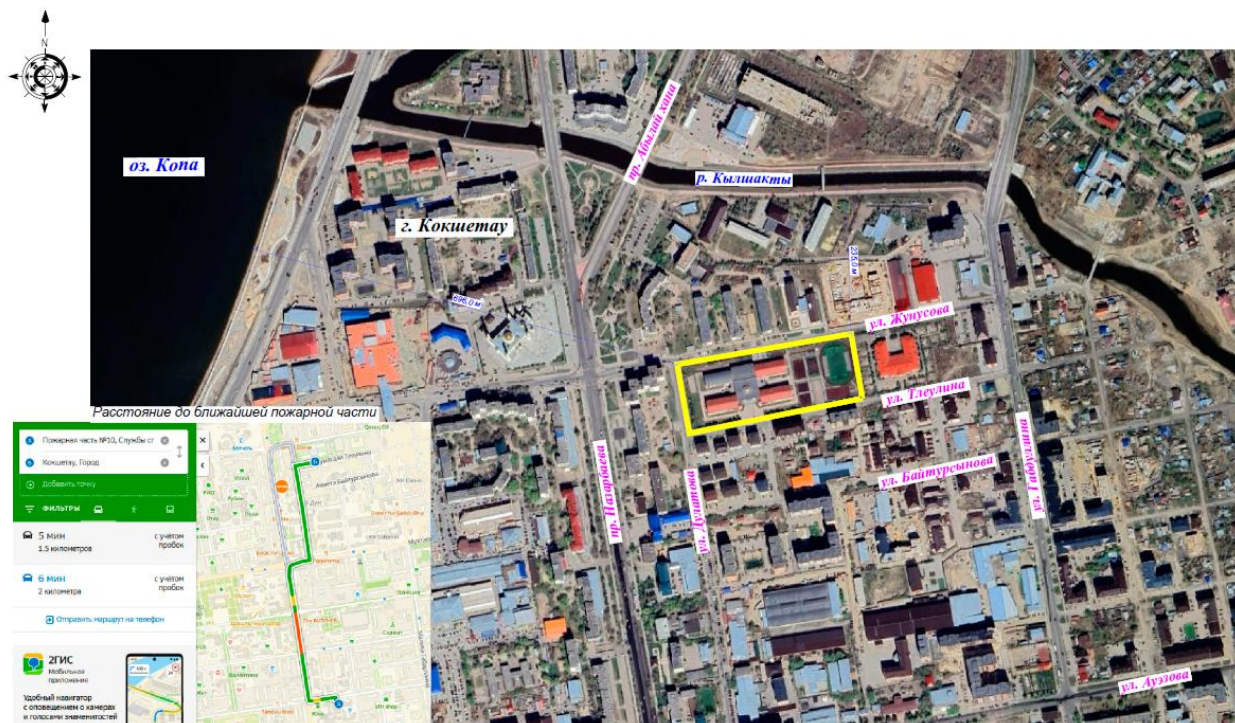 N
оз. Копа
г. Кокшетау
пр. Абылай хана
р. Кылшакты
696,0 м
235,0 м
ул. Жунусова
ул. Тлеулина
ул. Байтурсынова
ул. Габдуллина
пр. Назарбаева
ул. Дулатова
ул. Ауэзова
Расстояние до ближайшей пожарной части
Пожарная часть №10, Службы сп
Кокшетау, Город
Добавить точку
ФИЛЬТРЫ
5 мин
1.5 километров
с учётом
пробок
6 мин
2 километра
с учётом
пробок
Отправить маршрут на телефон
2ГИС
Мобильное
приложение
Удобный навигатор
с оповещением о камерах
и голосами знаменитостей